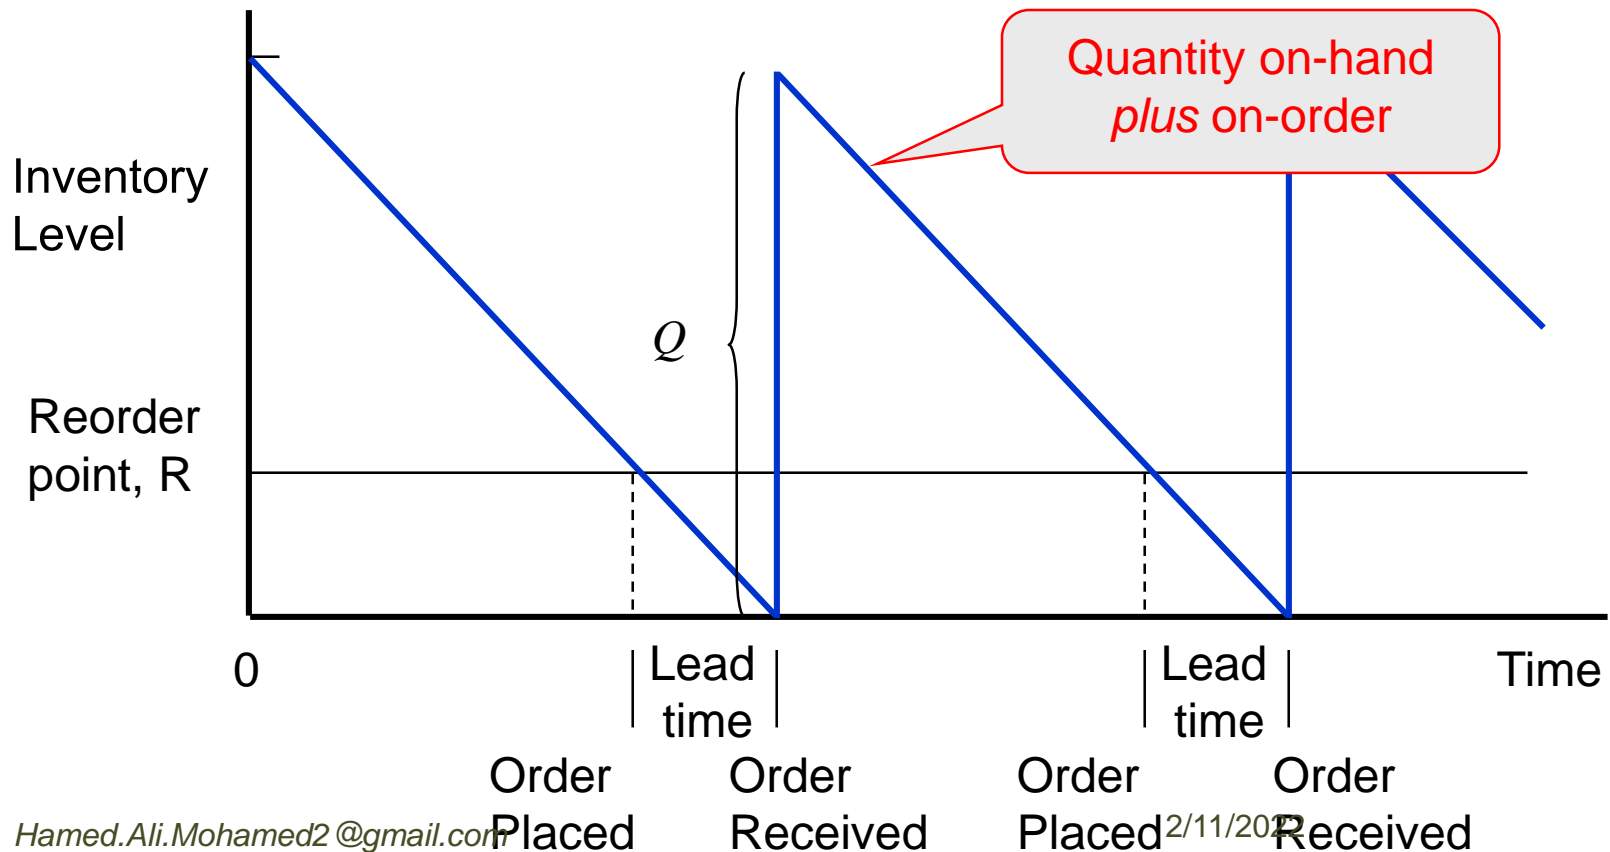 Quantity on-hand
plus on-order
Inventory
Level
Q
Reorder
point, R
0
Lead
time
Lead
time
Time
Order
Placed
Order
Received
Order
Placed
Order
Received
Hamed.Ali.Mohamed2@gmail.com
2/11/2022